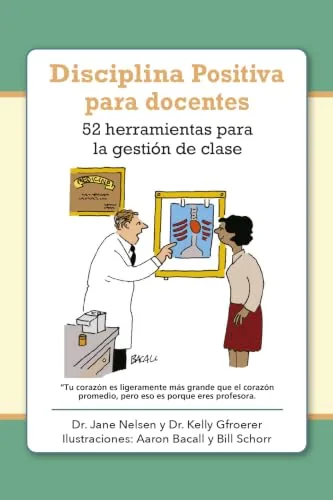 Disciplina Positiva
para docentes
52 herramientas para
la gestión de clase
BACALL
"Tu corazón es ligeramente más grande que el corazón
promedio, pero eso es porque eres profesora.
Dr. Jane Nelsen y Dr. Kelly Gfroerer
Ilustraciones: Aaron Bacall y Bill Schorr